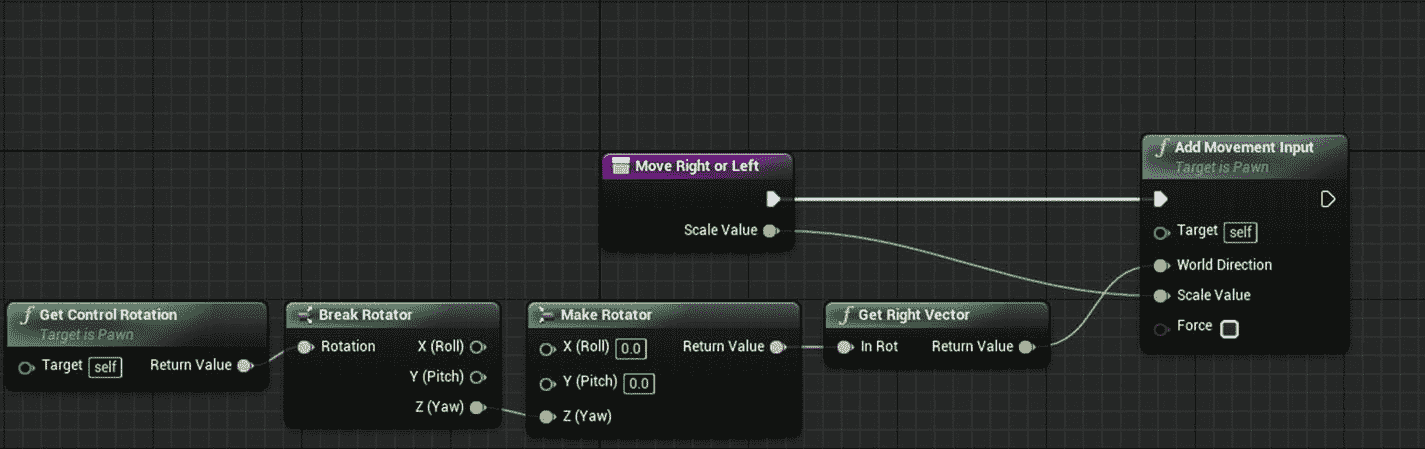 Move Right or Left
Scale Value
Add Movement Input
Target is Pawn
Target self
World Direction
Scale Value
Force
Get Control Rotation
Target is Pawn
Target self Return Value
Break Rotator
Rotation X (Roll)
Y (Pitch)
Z (Yaw)
Make Rotator
X (Roll) 0.0 Return Value
Y (Pitch) 0.0
Z (Yaw)
Get Right Vector
In Rot Return Value